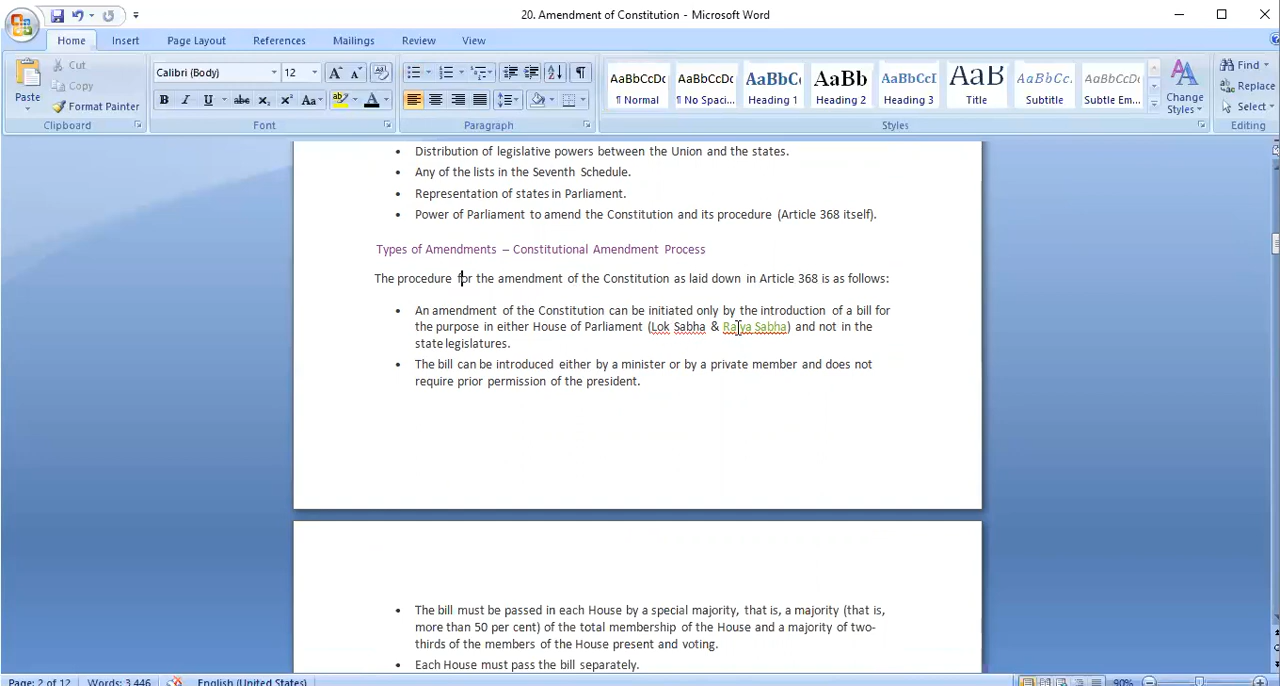 20. Amendment of Constitution - Microsoft Word
Home Insert Page Layout References Mailings Review View
Paste
Cut
Copy
Format Painter
Clipboard
Calibri (Body) 12
Font
Paragraph
AaBbCcDc AaBbCcDc AaBbC AaBb AaBbCcI AaB AaBbCc. AaBbCcDc
¶ Normal ¶ No Spaci... Heading 1 Heading 2 Heading 3 Title Subtitle Subtle Em...
Change Styles
Styles
Find
Replace
Select
Editing
• Distribution of legislative powers between the Union and the states.
• Any of the lists in the Seventh Schedule.
• Representation of states in Parliament.
• Power of Parliament to amend the Constitution and its procedure (Article 368 itself).
Types of Amendments – Constitutional Amendment Process
The procedure for the amendment of the Constitution as laid down in Article 368 is as follows:
• An amendment of the Constitution can be initiated only by the introduction of a bill for
the purpose in either House of Parliament (Lok Sabha & Rajya Sabha) and not in the
state legislatures.
• The bill can be introduced either by a minister or by a private member and does not
require prior permission of the president.
• The bill must be passed in each House by a special majority, that is, a majority (that is,
more than 50 per cent) of the total membership of the House and a majority of two-
thirds of the members of the House present and voting.
• Each House must pass the bill separately.
Page: 2 of 12 Words: 3,446 English (United States) 90%